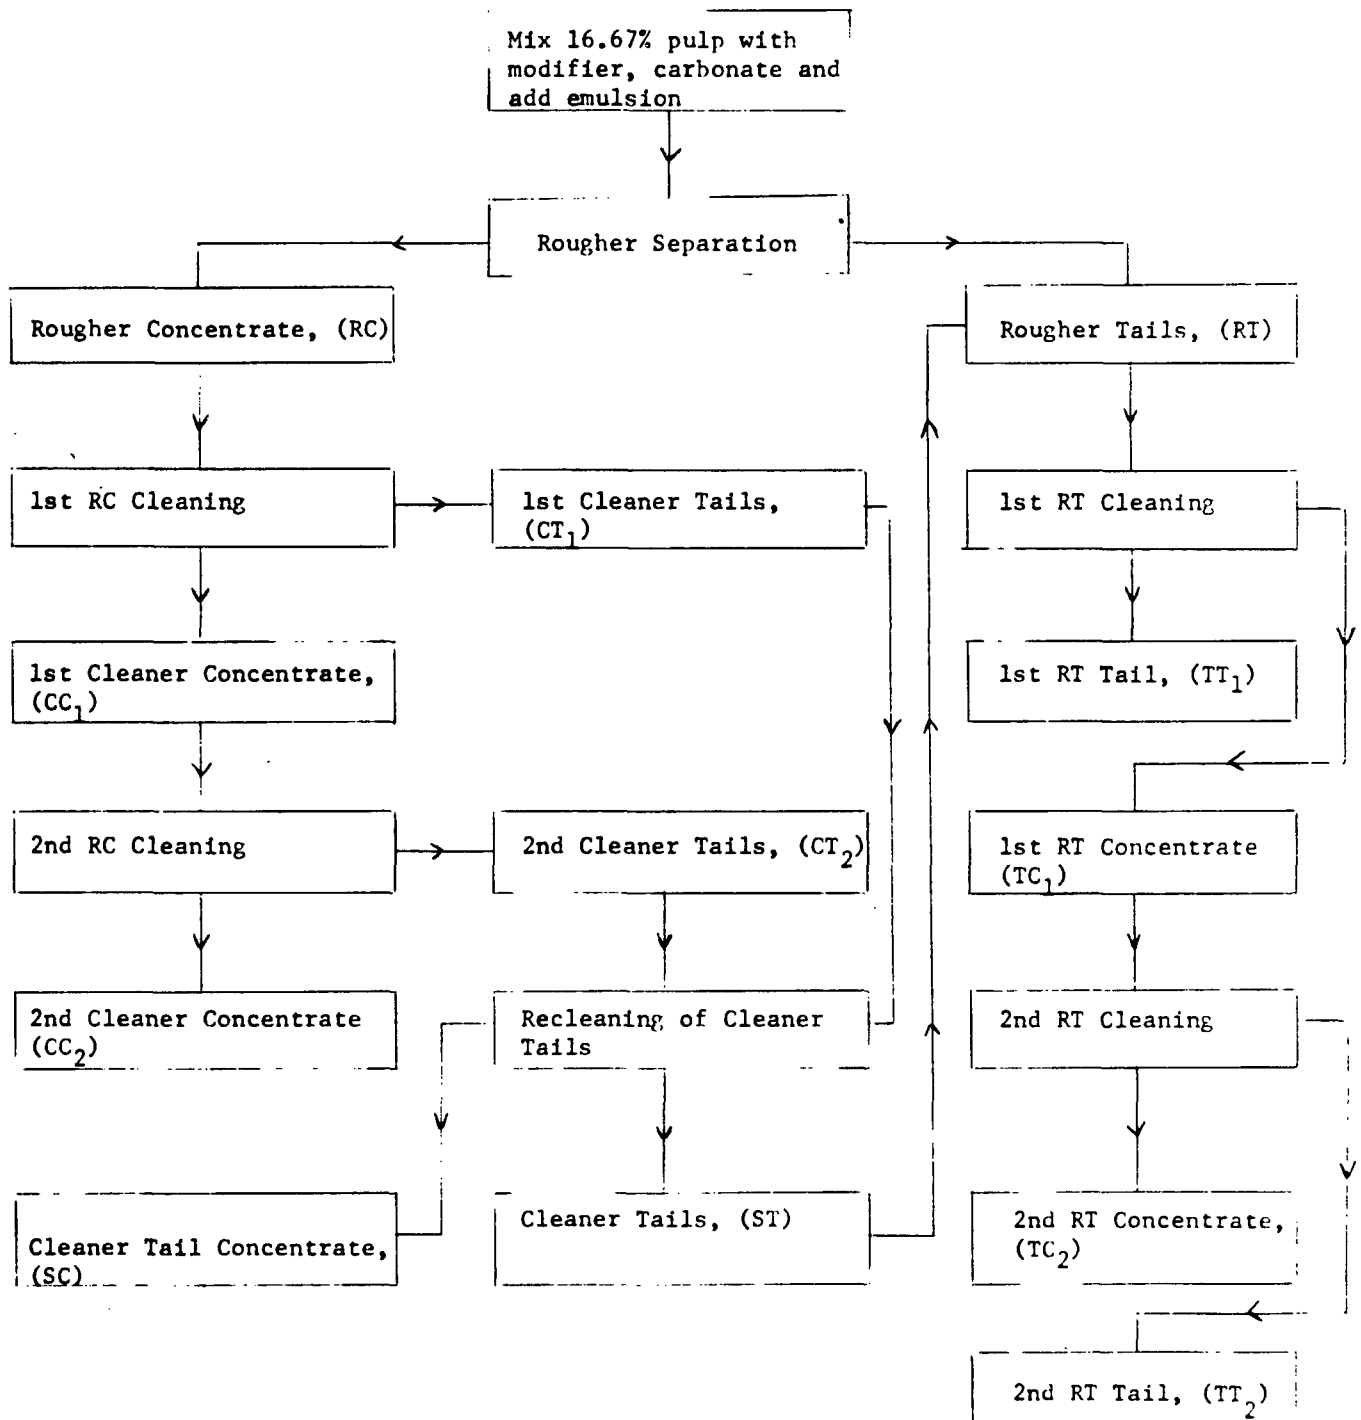 Mix 16.67% pulp with
modifier, carbonate and
add emulsion
Rougher Separation
Rougher Concentrate, (RC)
Rougher Tails, (RT)
1st RC Cleaning
1st Cleaner Tails,
(CT1)
1st RT Cleaning
1st Cleaner Concentrate,
(CC1)
1st RT Tail, (TT1)
2nd RC Cleaning
2nd Cleaner Tails, (CT2)
1st RT Concentrate
(TC1)
2nd Cleaner Concentrate
(CC2)
Recleaning of Cleaner
Tails
2nd RT Cleaning
Cleaner Tail Concentrate,
(SC)
Cleaner Tails, (ST)
2nd RT Concentrate,
(TC2)
2nd RT Tail, (TT2)